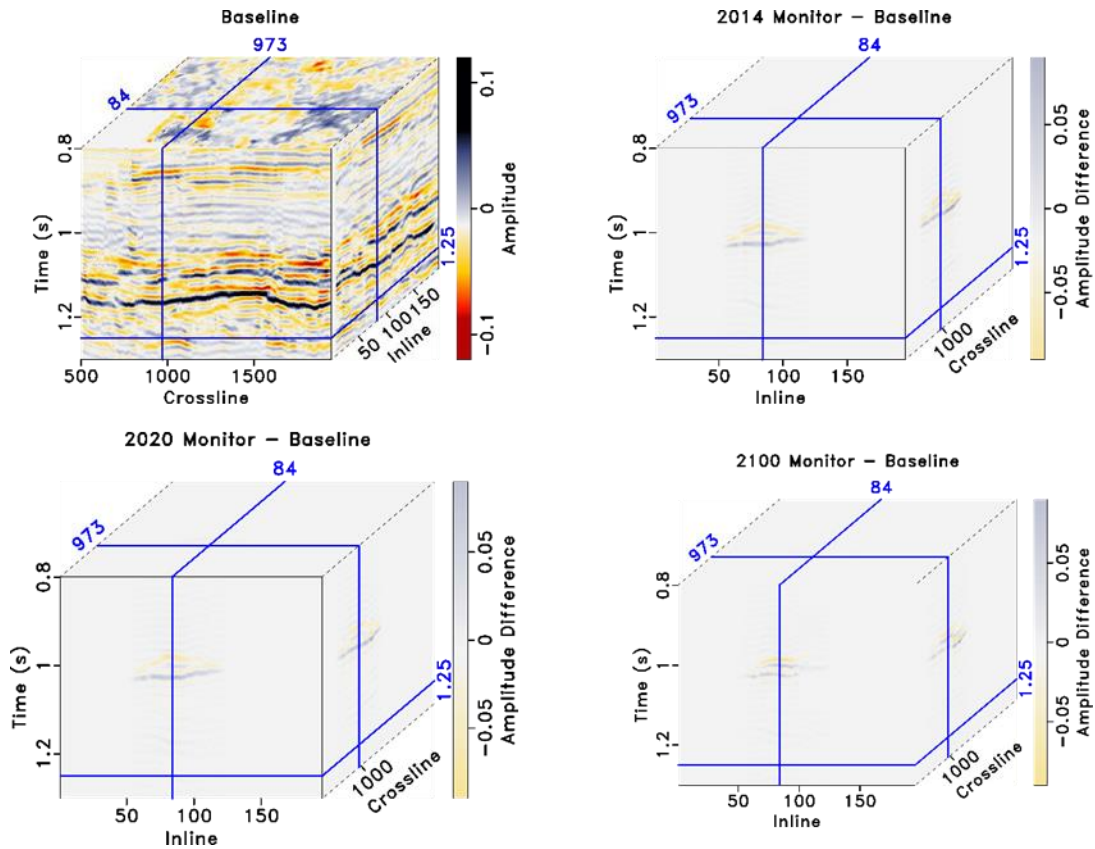 Baseline
973
84
0.8
1
1.2
Time (s)
500 1000 1500
Crossline
50 100 150
Inline
1.25
0.1
0
−0.1
Amplitude
2014 Monitor − Baseline
84
973
0.8
1
1.2
Time (s)
50 100 150
Inline
1000
Crossline
1.25
0.05
0
−0.05
Amplitude Difference
2020 Monitor − Baseline
84
973
0.8
1
1.2
Time (s)
50 100 150
Inline
1000
Crossline
1.25
0.05
0
−0.05
Amplitude Difference
2100 Monitor − Baseline
84
973
0.8
1
1.2
Time (s)
50 100 150
Inline
1000
Crossline
1.25
0.05
0
−0.05
Amplitude Difference